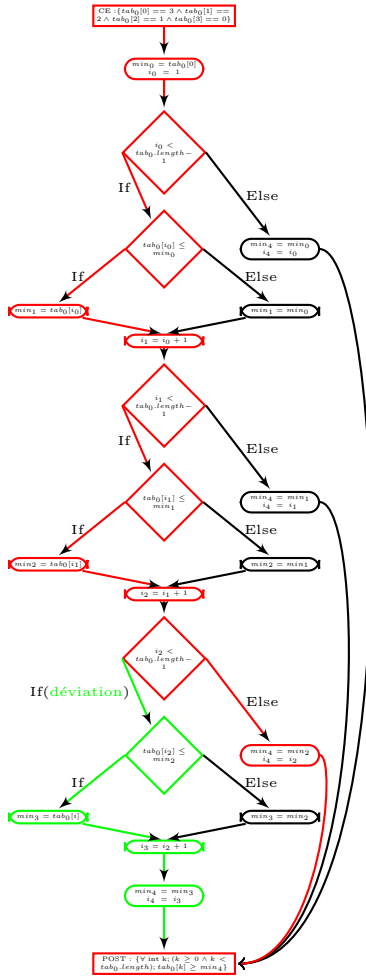 CE :{tab₀[0] == 3 ∧ tab₀[1] ==
2 ∧ tab₀[2] == 1 ∧ tab₀[3] == 0}
min₀ = tab₀[0]
i₀ = 1
i₀ <
tab₀.length−
1
If
Else
tab₀[i₀] ≤
min₀
min₄ = min₀
i₄ = i₀
If
Else
min₁ = tab₀[i₀]
min₁ = min₀
i₁ = i₀ + 1
i₁ <
tab₀.length−
1
If
Else
tab₀[i₁] ≤
min₁
min₄ = min₁
i₄ = i₁
If
Else
min2 = tab₀[i₁]
min2 = min₁
i₂ = i₁ + 1
i₂ <
tab₀.length−
1
If(déviation)
Else
tab₀[i₂] ≤
min₂
min₄ = min₂
i₄ = i₂
If
Else
min₃ = tab₀[i]
min₃ = min₂
i₃ = i₂ + 1
min₄ = min₃
i₄ = i₃
POST : {∀ int k; (k ≥ 0 ∧ k <
tab₀.length); tab₀[k] ≥ min₄}